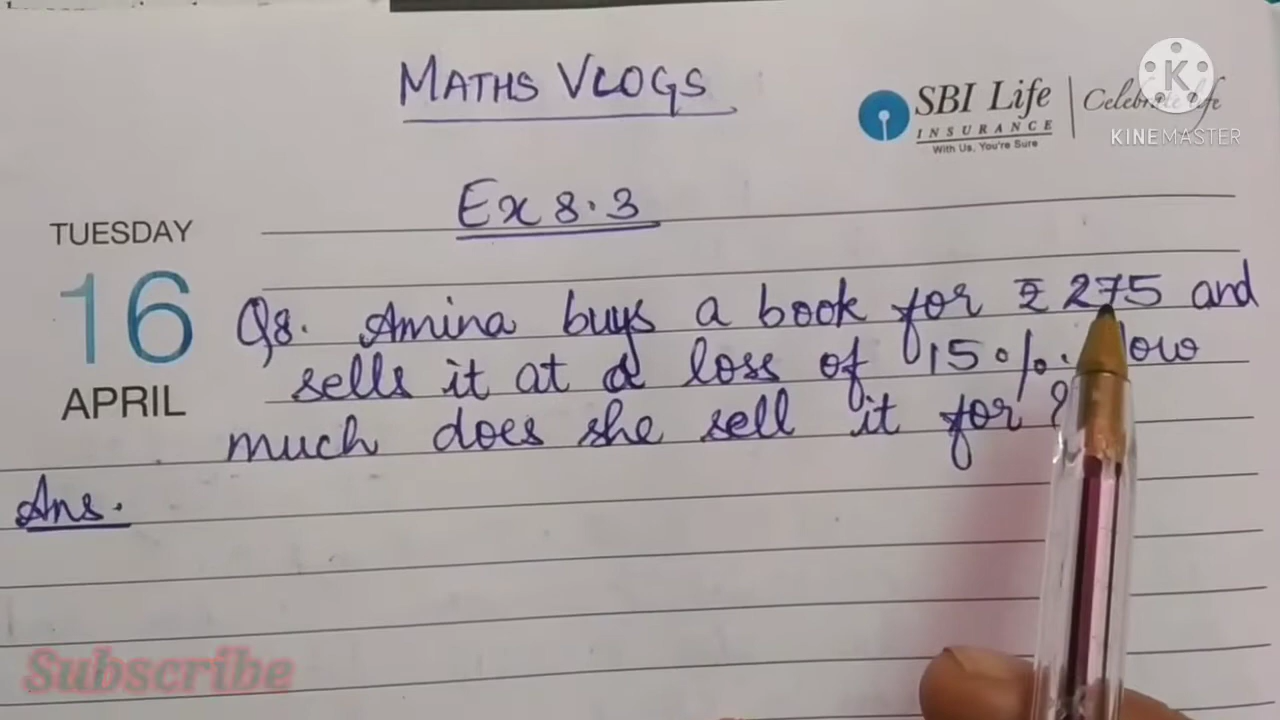 MATHS VLOGS
SBI Life
INSURANCE
With Us, You're Sure
Celebrate Life
KINEMASTER
Ex 8.3
TUESDAY
16
APRIL
Q8. Amina buys a book for ₹ 275 and
sells it at a loss of 15%.
much does she sell it for?
Ans.
Subscribe